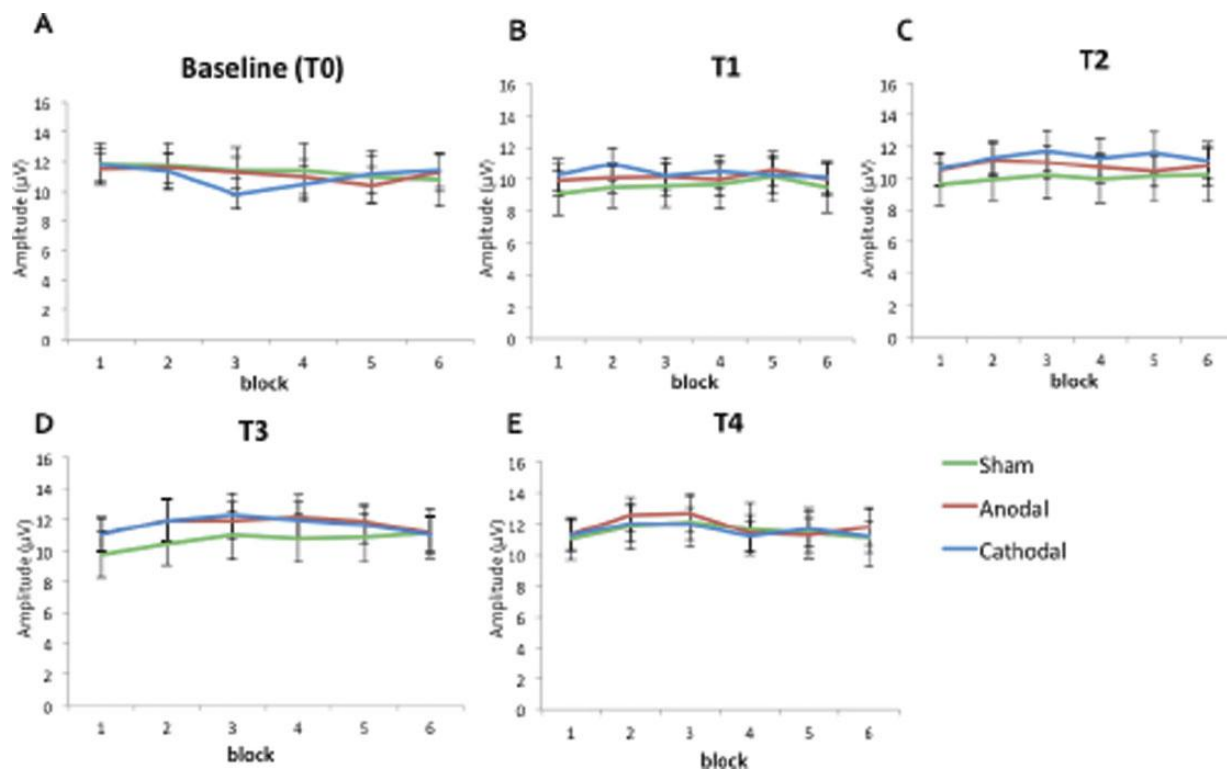 A
Baseline (T0)
Amplitude (µV)
16
14
12
10
8
6
4
2
0
1 2 3 4 5 6
block
B
T1
Amplitude (µV)
16
14
12
10
8
6
4
2
0
1 2 3 4 5 6
block
C
T2
Amplitude (µV)
16
14
12
10
8
6
4
2
0
1 2 3 4 5 6
block
D
T3
Amplitude (µV)
16
14
12
10
8
6
4
2
0
1 2 3 4 5 6
block
E
T4
Amplitude (µV)
16
14
12
10
8
6
4
2
0
1 2 3 4 5 6
block
Sham
Anodal
Cathodal